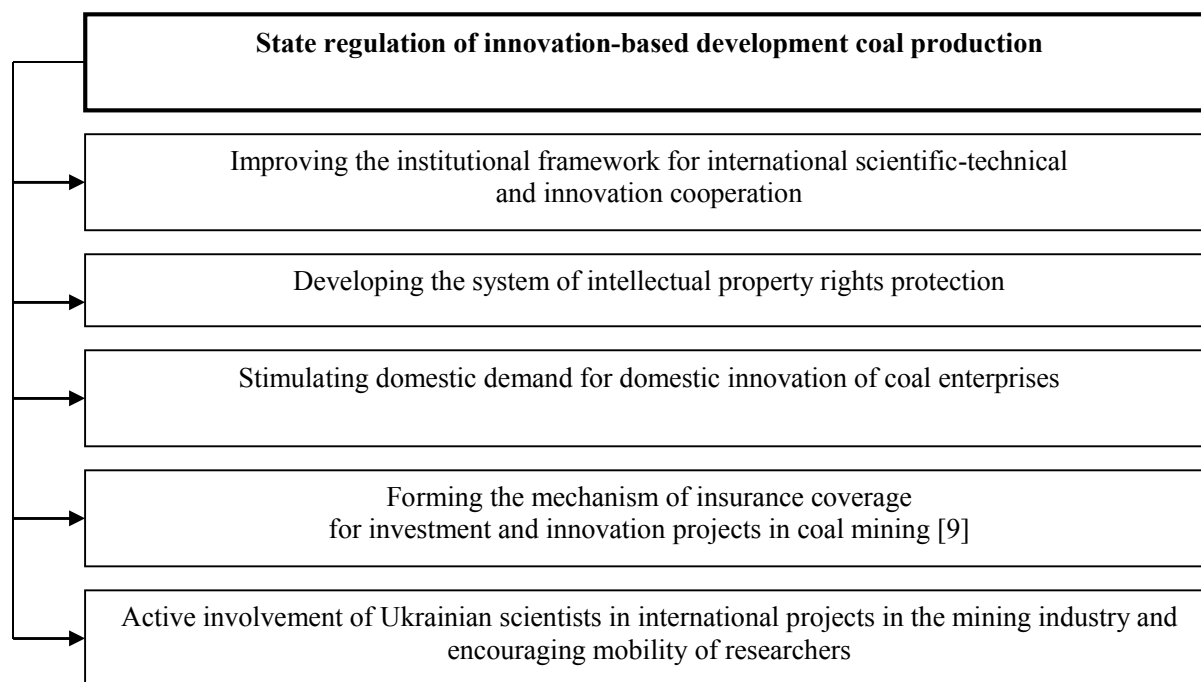 State regulation of innovation-based development coal production
Improving the institutional framework for international scientific-technical
and innovation cooperation
Developing the system of intellectual property rights protection
Stimulating domestic demand for domestic innovation of coal enterprises
Forming the mechanism of insurance coverage
for investment and innovation projects in coal mining [9]
Active involvement of Ukrainian scientists in international projects in the mining industry and
encouraging mobility of researchers